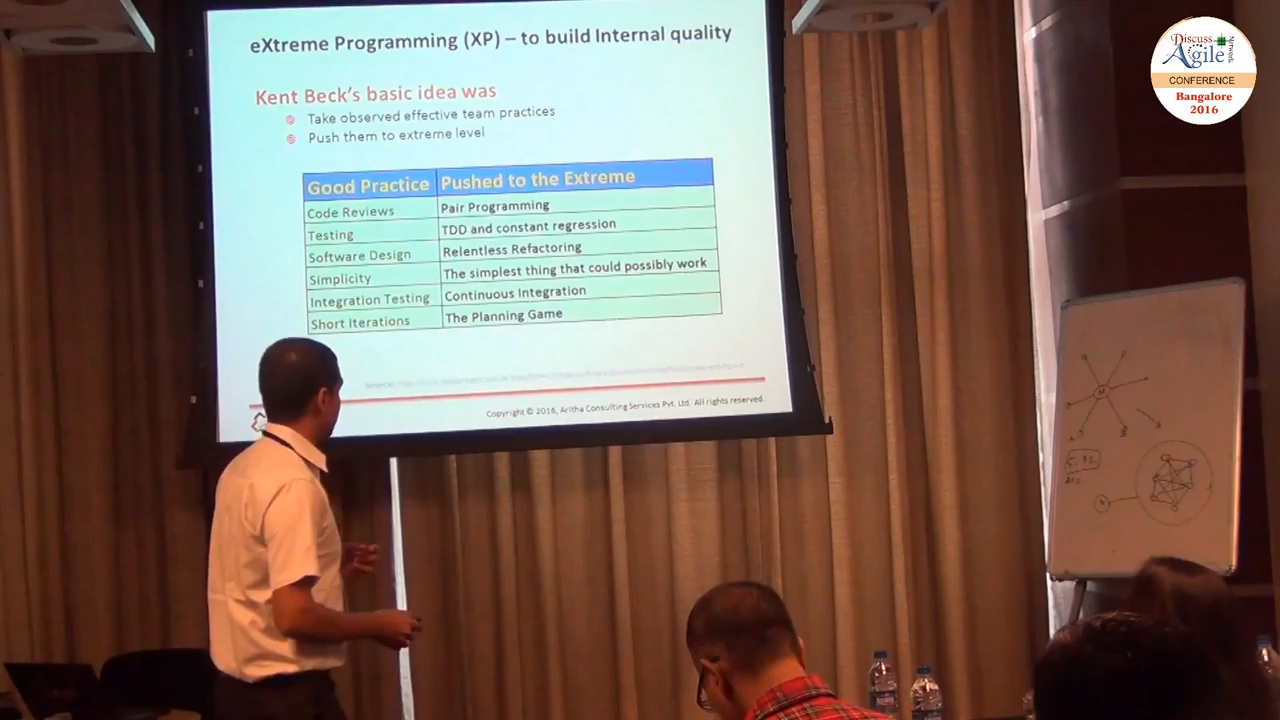 eXtreme Programming (XP) – to build Internal quality
Kent Beck's basic idea was
Take observed effective team practices
Push them to extreme level
Good Practice Pushed to the Extreme
Code Reviews Pair Programming
Testing TDD and constant regression
Software Design Relentless Refactoring
Simplicity The simplest thing that could possibly work
Integration Testing Continuous Integration
Short Iterations The Planning Game
Copyright © 2016, Aritha Consulting Services Pvt. Ltd. All rights reserved.
Discuss
Agile
Network
CONFERENCE
Bangalore
2016